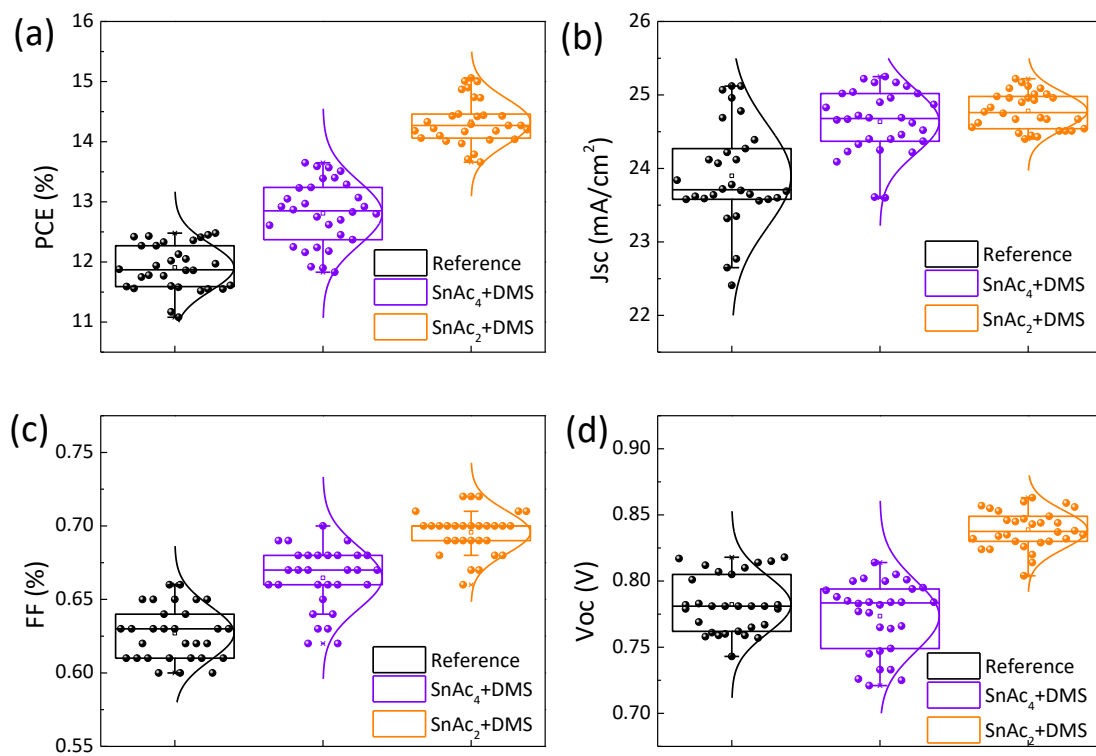 (a)
16
15
14
13
12
11
PCE (%)
Reference
SnAc4+DMS
SnAc2+DMS
(b)
26
25
24
23
22
Jsc (mA/cm2)
Reference
SnAc4+DMS
SnAc2+DMS
(c)
0.75
0.70
0.65
0.60
0.55
FF (%)
Reference
SnAc4+DMS
SnAc2+DMS
(d)
0.90
0.85
0.80
0.75
0.70
Voc (V)
Reference
SnAc4+DMS
SnAc2+DMS